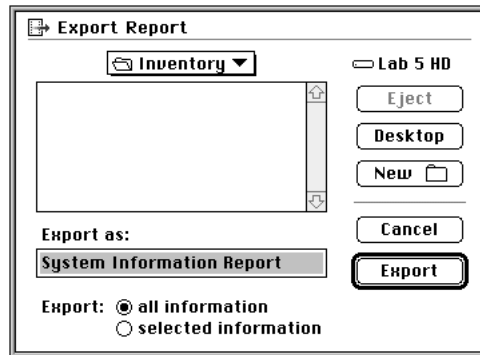 Export Report
Inventory
Lab 5 HD
Eject
Desktop
New
Export as:
System Information Report
Cancel
Export
Export: all information
selected information